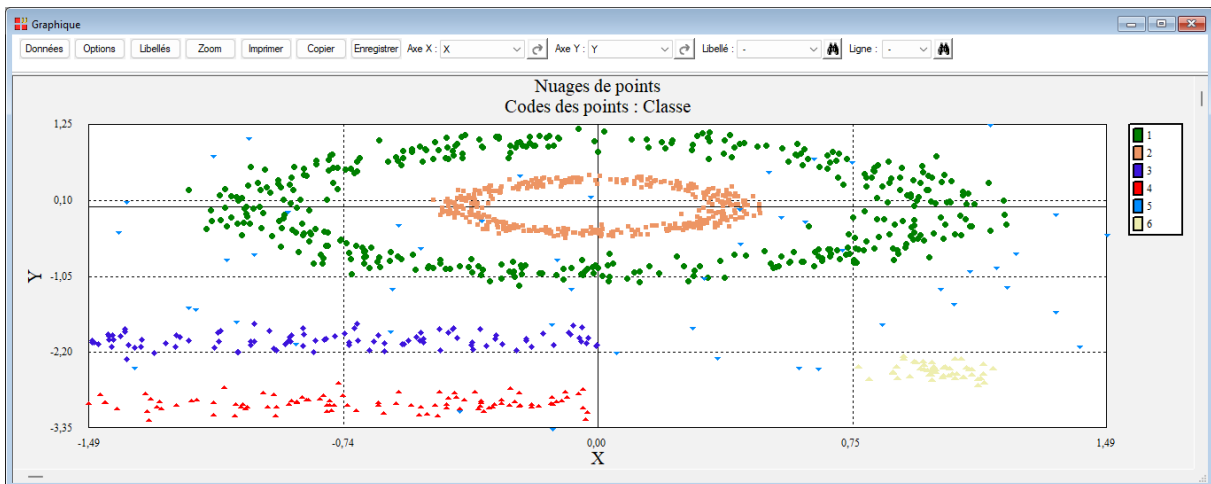 Graphique
Données Options Libellés Zoom Imprimer Copier Enregistrer Axe X : X Axe Y : Y Libellé : - Ligne : -
Nuages de points
Codes des points : Classe
1,25
0,10
-1,05
-2,20
-3,35
Y
-1,49 -0,74 0,00 0,75 1,49
X
1
2
3
4
5
6